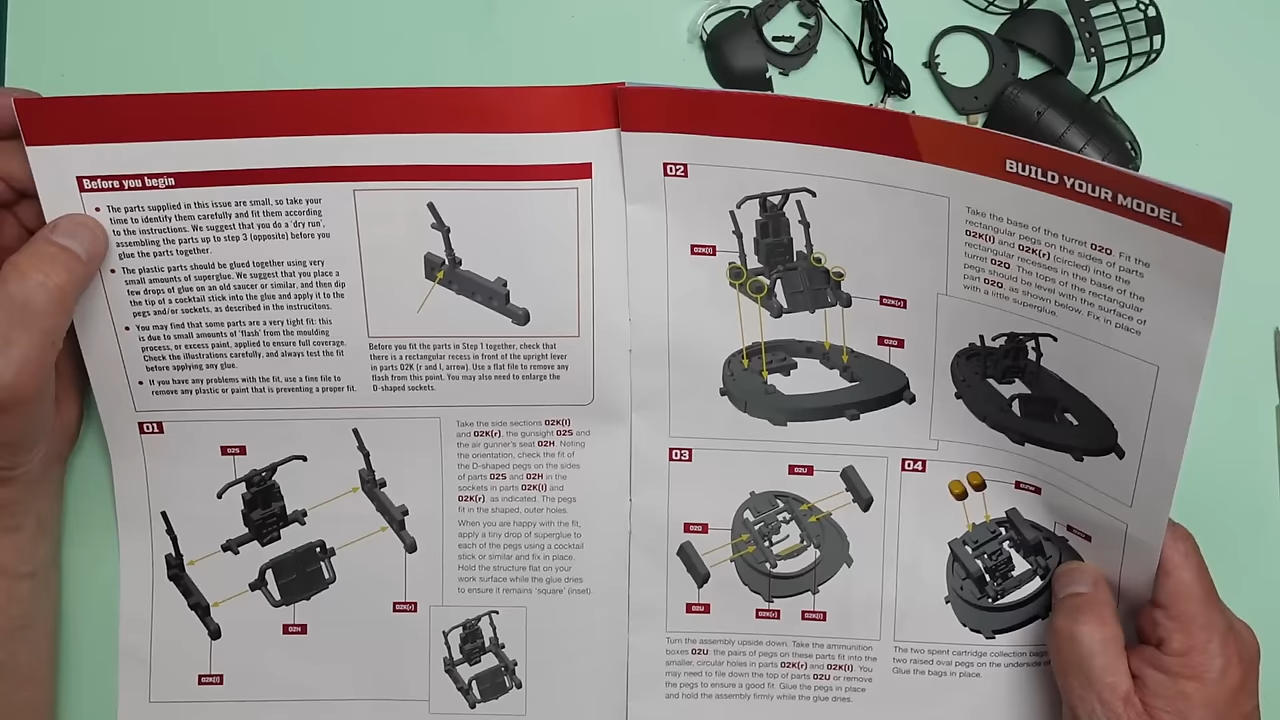 Before you begin
• The parts supplied in this issue are small, so take your
time to identify them carefully and fit them according
to the instructions. We suggest that you do a 'dry run',
assembling the parts up to step 3 (opposite) before you
glue the parts together.
• The plastic parts should be glued together using very
small amounts of superglue. We suggest that you place a
few drops of glue on an old saucer or similar, and then dip
the tip of a cocktail stick into the glue and apply it to the
pegs and/or sockets, as described in the instrucitons.
• You may find that some parts are a very tight fit: this
is due to small amounts of 'flash' from the moulding
process, or excess paint, applied to ensure full coverage.
Check the illustrations carefully, and always test the fit
before applying any glue.
• If you have any problems with the fit, use a fine file to
remove any plastic or paint that is preventing a proper fit.
Before you fit the parts in Step 1 together, check that
there is a rectangular recess in front of the upright lever
in parts 02K (r and l, arrow). Use a flat file to remove any
flash from this point. You may also need to enlarge the
D-shaped sockets.
01
02S
02H
02K(r)
02K(l)
Take the side sections 02K(l)
and 02K(r), the gunsight 02S and
the air gunner's seat 02H. Noting
the orientation, check the fit of
the D-shaped pegs on the sides
of parts 02S and 02H in the
sockets in parts 02K(l) and
02K(r), as indicated. The pegs
fit in the shaped, outer holes.
When you are happy with the fit,
apply a tiny drop of superglue to
each of the pegs using a cocktail
stick or similar and fix in place.
Hold the structure flat on your
work surface while the glue dries
to ensure it remains 'square' (inset).
BUILD YOUR MODEL
02
02K(l)
02K(r)
02O
Take the base of the turret 02O. Fit the
rectangular pegs on the sides of parts
02K(l) and 02K(r) (circled) into the
rectangular recesses in the base of the
turret 02O. The tops of the rectangular
pegs should be level with the surface of
part 02O, as shown below. Fix in place
with a little superglue.
03
02U
02O
02U
02K(r)
02K(l)
Turn the assembly upside down. Take the ammunition
boxes 02U: the pairs of pegs on these parts fit into the
smaller, circular holes in parts 02K(r) and 02K(l). You
may need to file down the top of parts 02U or remove
the pegs to ensure a good fit. Glue the pegs in place
and hold the assembly firmly while the glue dries.
04
02W
The two spent cartridge collection bags
two raised oval pegs on the underside of
Glue the bags in place.